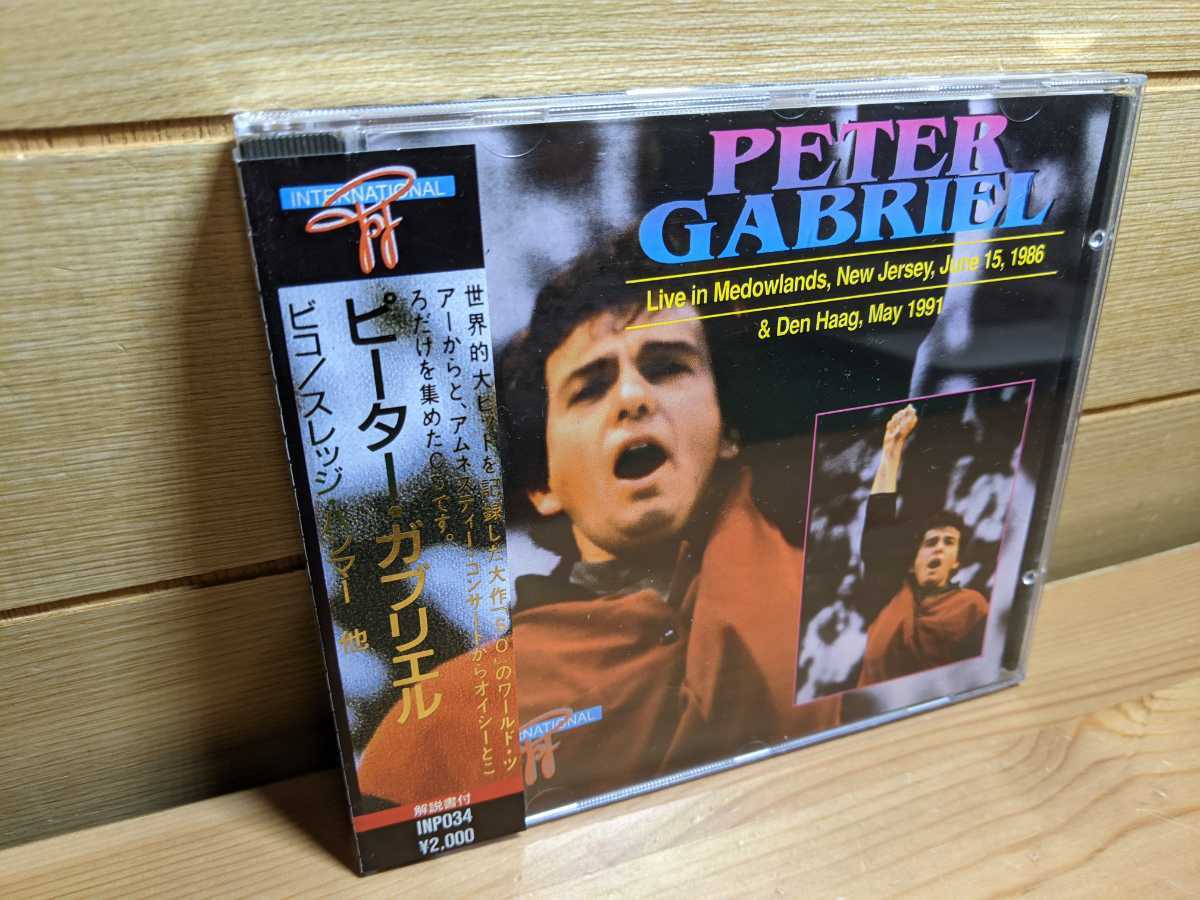 INTERNATIONAL
ピーター・ガブリエル
ビコ/スレッジハンマー 他
世界的大ヒットを記録した大作「SO」のワールド・ツ
アーからと、アムネスティー・コンサートからオイシーとこ
ろだけを集めたCDです。
解説書付
INP034
¥2,000
PETER
GABRIEL
Live in Medowlands, New Jersey, June 15, 1986
& Den Haag, May 1991
RNATIONAL